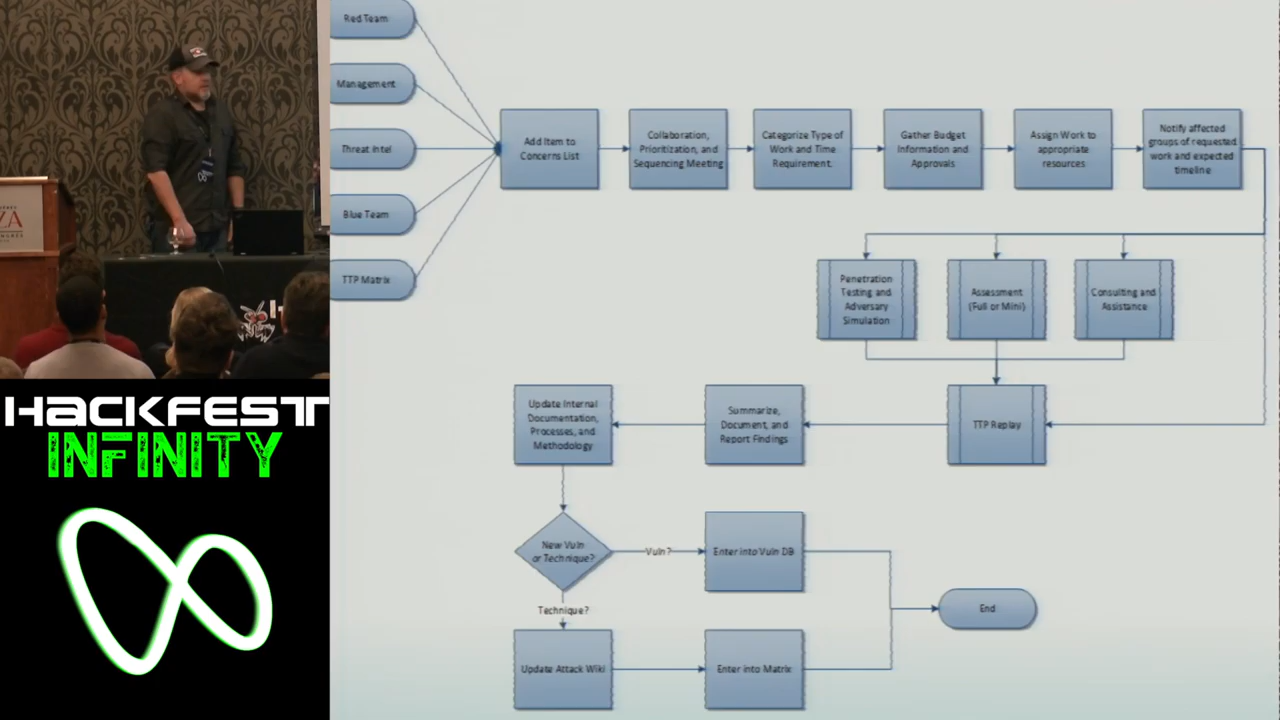 Red Team
Management
Threat Intel
Blue Team
TTP Matrix
Add Item to
Concerns List
Collaboration,
Prioritization, and
Sequencing Meeting
Categorize Type of
Work and Time
Requirement.
Gather Budget
Information and
Approvals
Assign Work to
appropriate
resources
Notify affected
groups of requested
work and expected
timeline
Penetration
Testing and
Adversary
Simulation
Assessment
(Full or Mini)
Consulting and
Assistance
TTP Replay
Summarize,
Document, and
Report Findings
Update Internal
Documentation,
Processes, and
Methodology
New Vuln
or Technique?
Vuln?
Enter into Vuln DB
Technique?
Update Attack Wiki
Enter into Matrix
End
ZA
HACKFEST
INFINITY